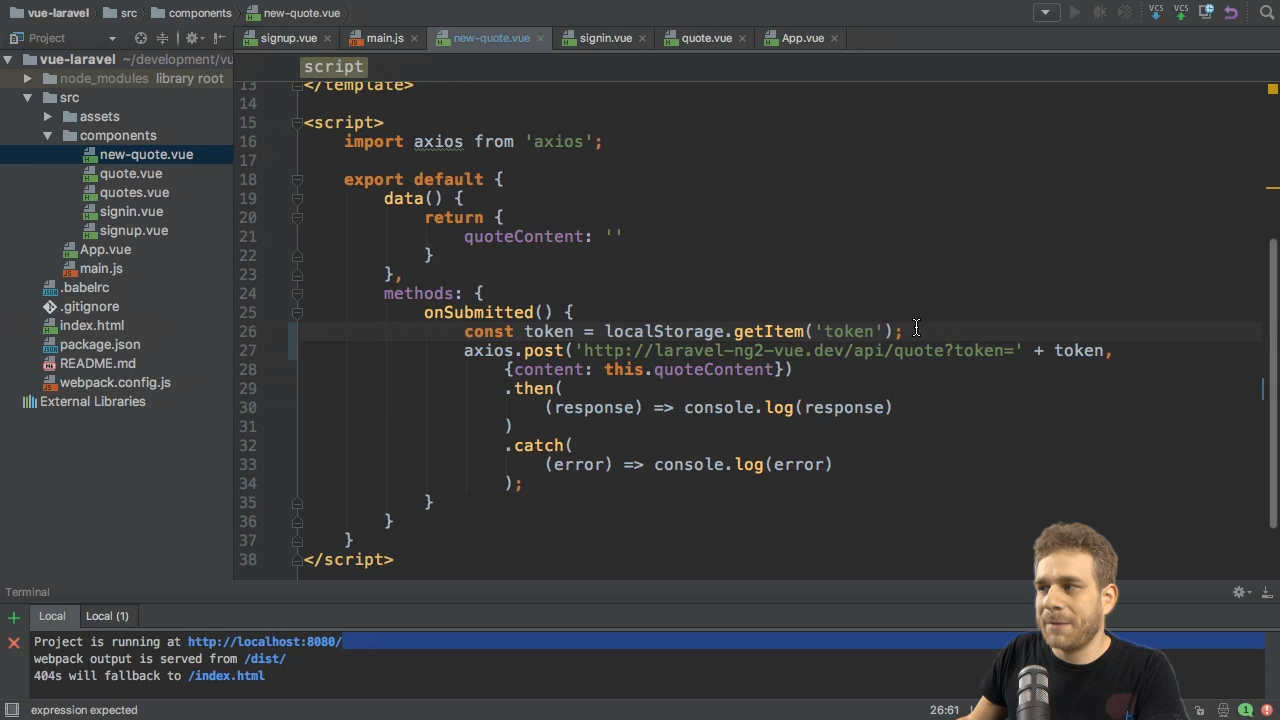 vue-laravel src components new-quote.vue
VCS VCS
Project signup.vue main.js new-quote.vue signin.vue quote.vue App.vue
vue-laravel ~/development/vu
node_modules library root
src
assets
components
new-quote.vue
quote.vue
quotes.vue
signin.vue
signup.vue
App.vue
main.js
.babelrc
.gitignore
index.html
package.json
README.md
webpack.config.js
External Libraries
script
13 </template>
14
15 <script>
16 import axios from 'axios';
17
18 export default {
19 data() {
20 return {
21 quoteContent: ''
22 }
23 },
24 methods: {
25 onSubmitted() {
26 const token = localStorage.getItem('token');
27 axios.post('http://laravel-ng2-vue.dev/api/quote?token=' + token,
28 {content: this.quoteContent})
29 .then(
30 (response) => console.log(response)
31 )
32 .catch(
33 (error) => console.log(error)
34 );
35 }
36 }
37 }
38 </script>
Terminal
Local Local (1)
Project is running at http://localhost:8080/
webpack output is served from /dist/
404s will fallback to /index.html
expression expected 26:61 1